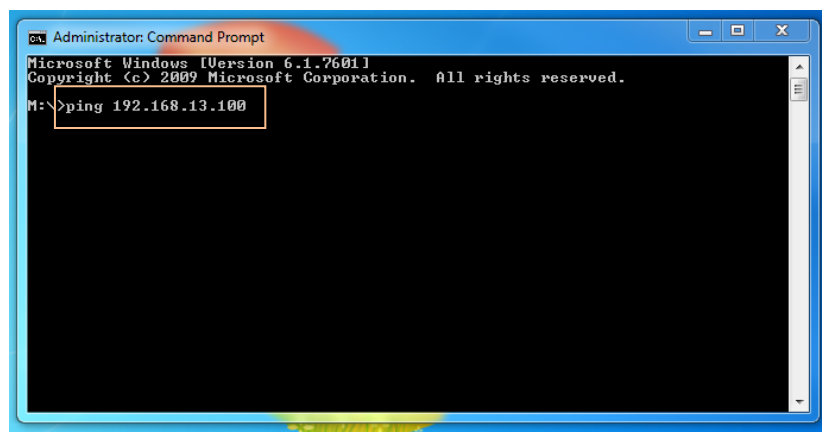 Administrator: Command Prompt
Microsoft Windows [Version 6.1.7601]
Copyright (c) 2009 Microsoft Corporation.  All rights reserved.
M:\>ping 192.168.13.100